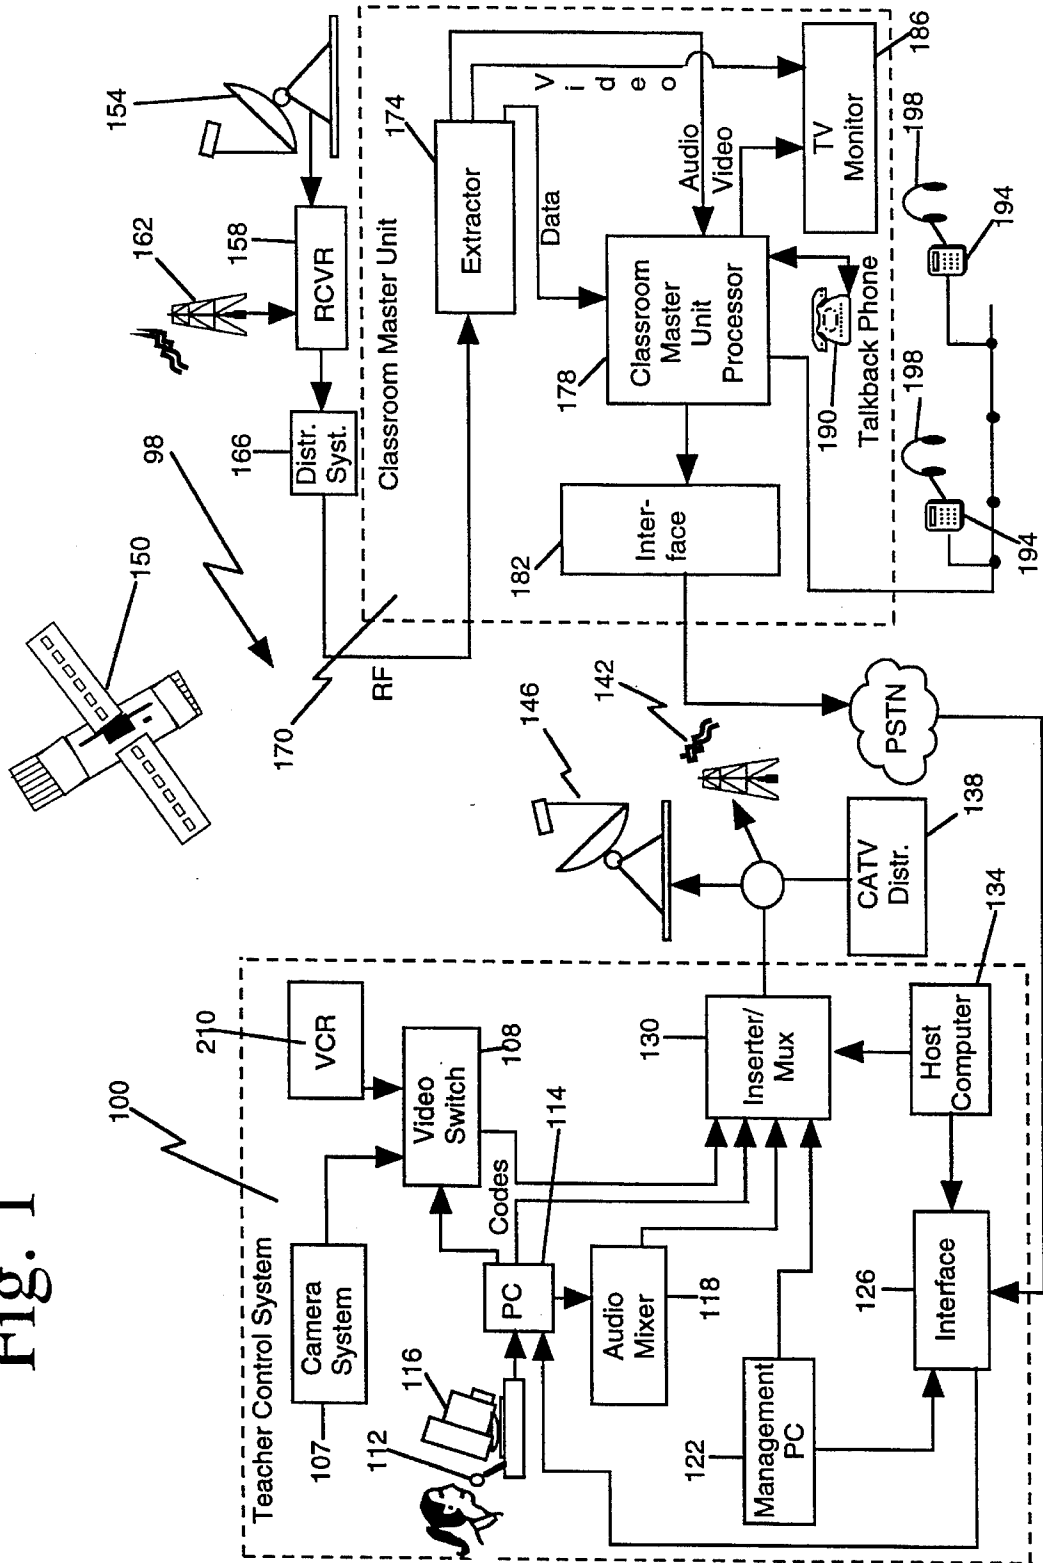 Fig. 1
100
210
98
150
162
154
Teacher Control System
VCR
166
158
Distr.
Syst.
RCVR
Camera
System
Video
Switch
108
Classroom Master Unit
107
170
RF
174
Extractor
112
116
Codes
114
PC
146
142
182
Inter-
face
178
Classroom
Master
Unit
Processor
Data
Audio
Video
Video
TV
Monitor
186
Audio
Mixer
118
130
Inserter/
Mux
190
Talkback Phone
122
Management
PC
126
Interface
Host
Computer
134
CATV
Distr.
138
PSTN
198
198
194
194